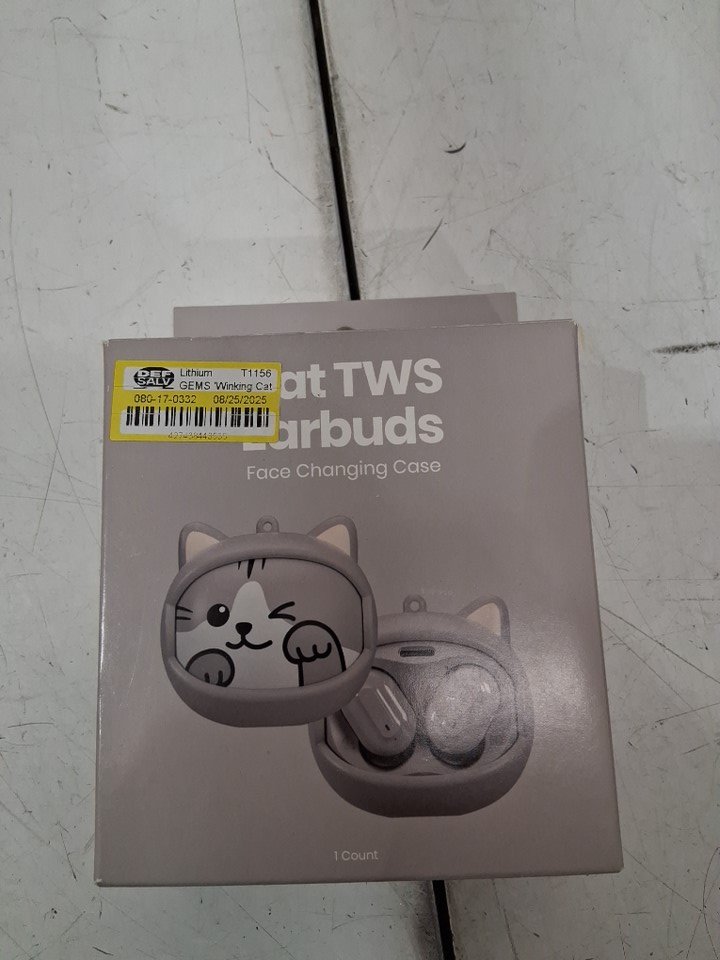 DEF
SALV
Lithium T1156
GEMS 'Winking Cat
080-17-0332 08/25/2025
at TWS
Earbuds
Face Changing Case
1 Count